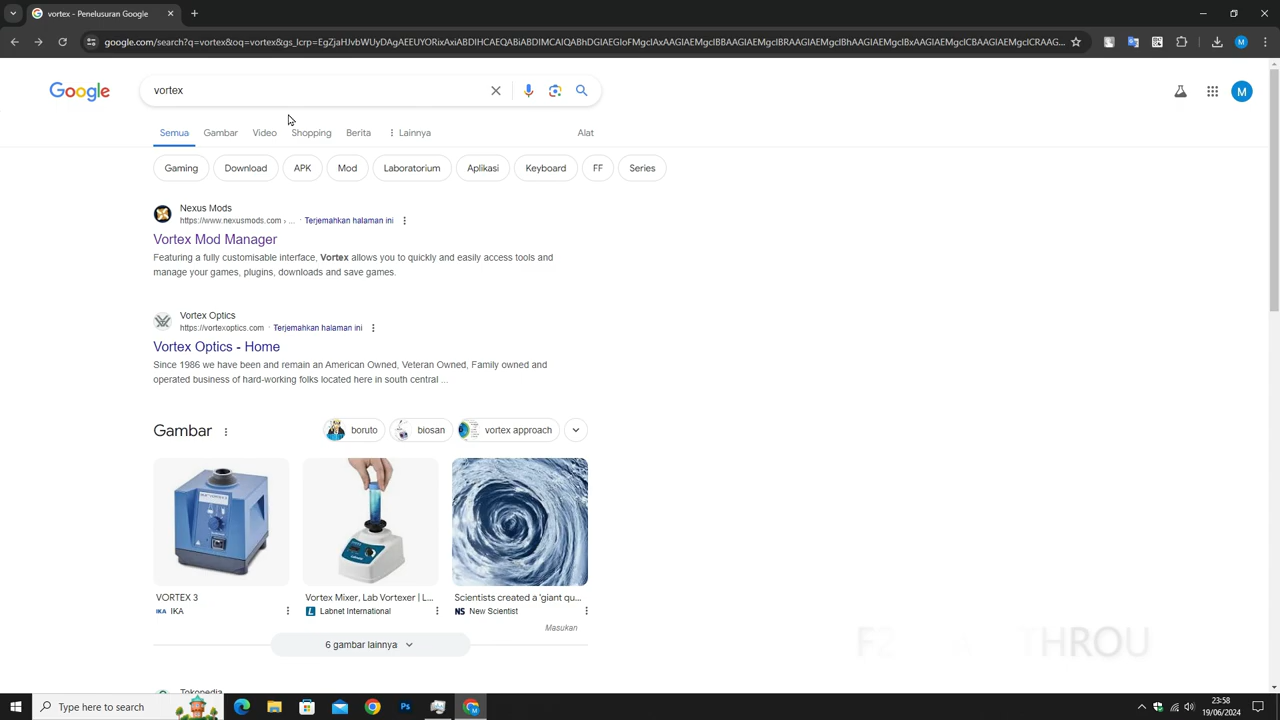 vortex - Penelusuran Google
google.com/search?q=vortex&oq=vortex&gs_lcrp=EgZjaHJvbWUyDAgAEEUYORixAxiABDIHCAEQABiABDIMCAIQABhDGIAEGIoFMgcIAxAAGIAEMgcIBBAAGIAEMgcIBRAAGIAEMgcIBhAAGIAEMgcIBxAAGIAEMgcICBAAGIAEMgcICRAAG...
M
Google
vortex
M
Semua Gambar Video Shopping Berita Lainnya Alat
Gaming Download APK Mod Laboratorium Aplikasi Keyboard FF Series
Nexus Mods
https://www.nexusmods.com › ... · Terjemahkan halaman ini
Vortex Mod Manager
Featuring a fully customisable interface, Vortex allows you to quickly and easily access tools and
manage your games, plugins, downloads and save games.
Vortex Optics
https://vortexoptics.com · Terjemahkan halaman ini
Vortex Optics - Home
Since 1986 we have been and remain an American Owned, Veteran Owned, Family owned and
operated business of hard-working folks located here in south central ...
Gambar boruto biosan vortex approach
VORTEX 3
IKA IKA
Vortex Mixer, Lab Vortexer | L...
L Labnet International
Scientists created a 'giant qu...
NS New Scientist
Masukan
6 gambar lainnya
F2 THROU
Tokopedia
Type here to search
Ps
M
23:58
19/06/2024